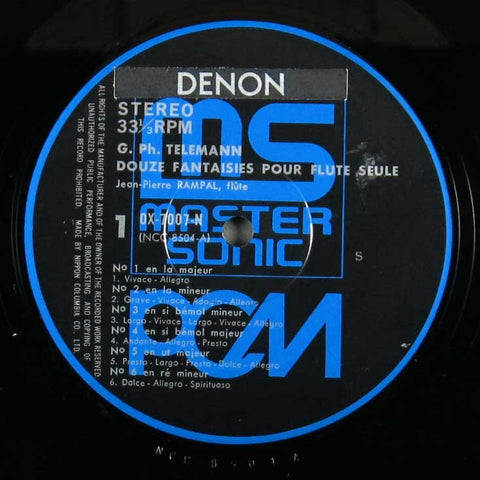 DENON
STEREO
33⅓RPM
MS
G. Ph. TELEMANN
DOUZE FANTAISIES POUR FLUTE SEULE
Jean-Pierre RAMPAL, flûte
1 OX-7007-N
(NCC-8504-A)
MASTER
SONIC
S
No 1 en la majeur
1. Vivace - Allegro
No 2 en la mineur
2. Grave - Vivace - Adagio - Allegro
No 3 en si bémol mineur
3. Largo - Vivace - Largo - Vivace - Allegro
No 4 en si bémol majeur
4. Andante - Allegro - Presto
No 5 en ut majeur
5. Presto - Largo - Presto - Dolce - Allegro
No 6 en ré mineur
6. Dolce - Allegro - Spirituoso
PCM
ALL RIGHTS OF THE MANUFACTURER AND OF THE OWNER OF THE RECORDED WORK RESERVED
UNAUTHORIZED PUBLIC PERFORMANCE, BROADCASTING AND COPYING OF
THIS RECORD PROHIBITED. MADE BY NIPPON COLUMBIA CO., LTD.